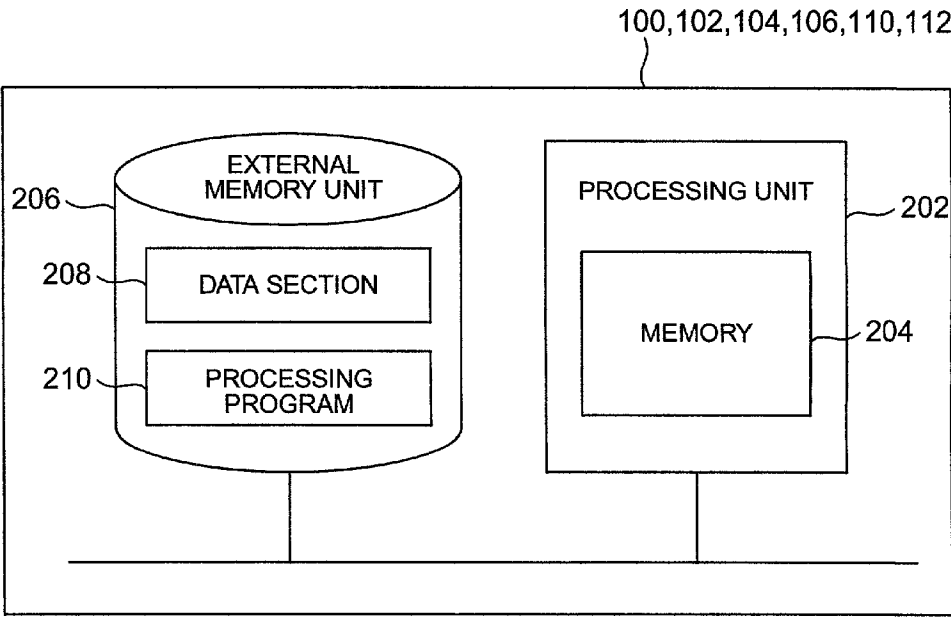 100,102,104,106,110,112
EXTERNAL
MEMORY UNIT
206
208
DATA SECTION
210
PROCESSING
PROGRAM
PROCESSING UNIT
202
MEMORY
204